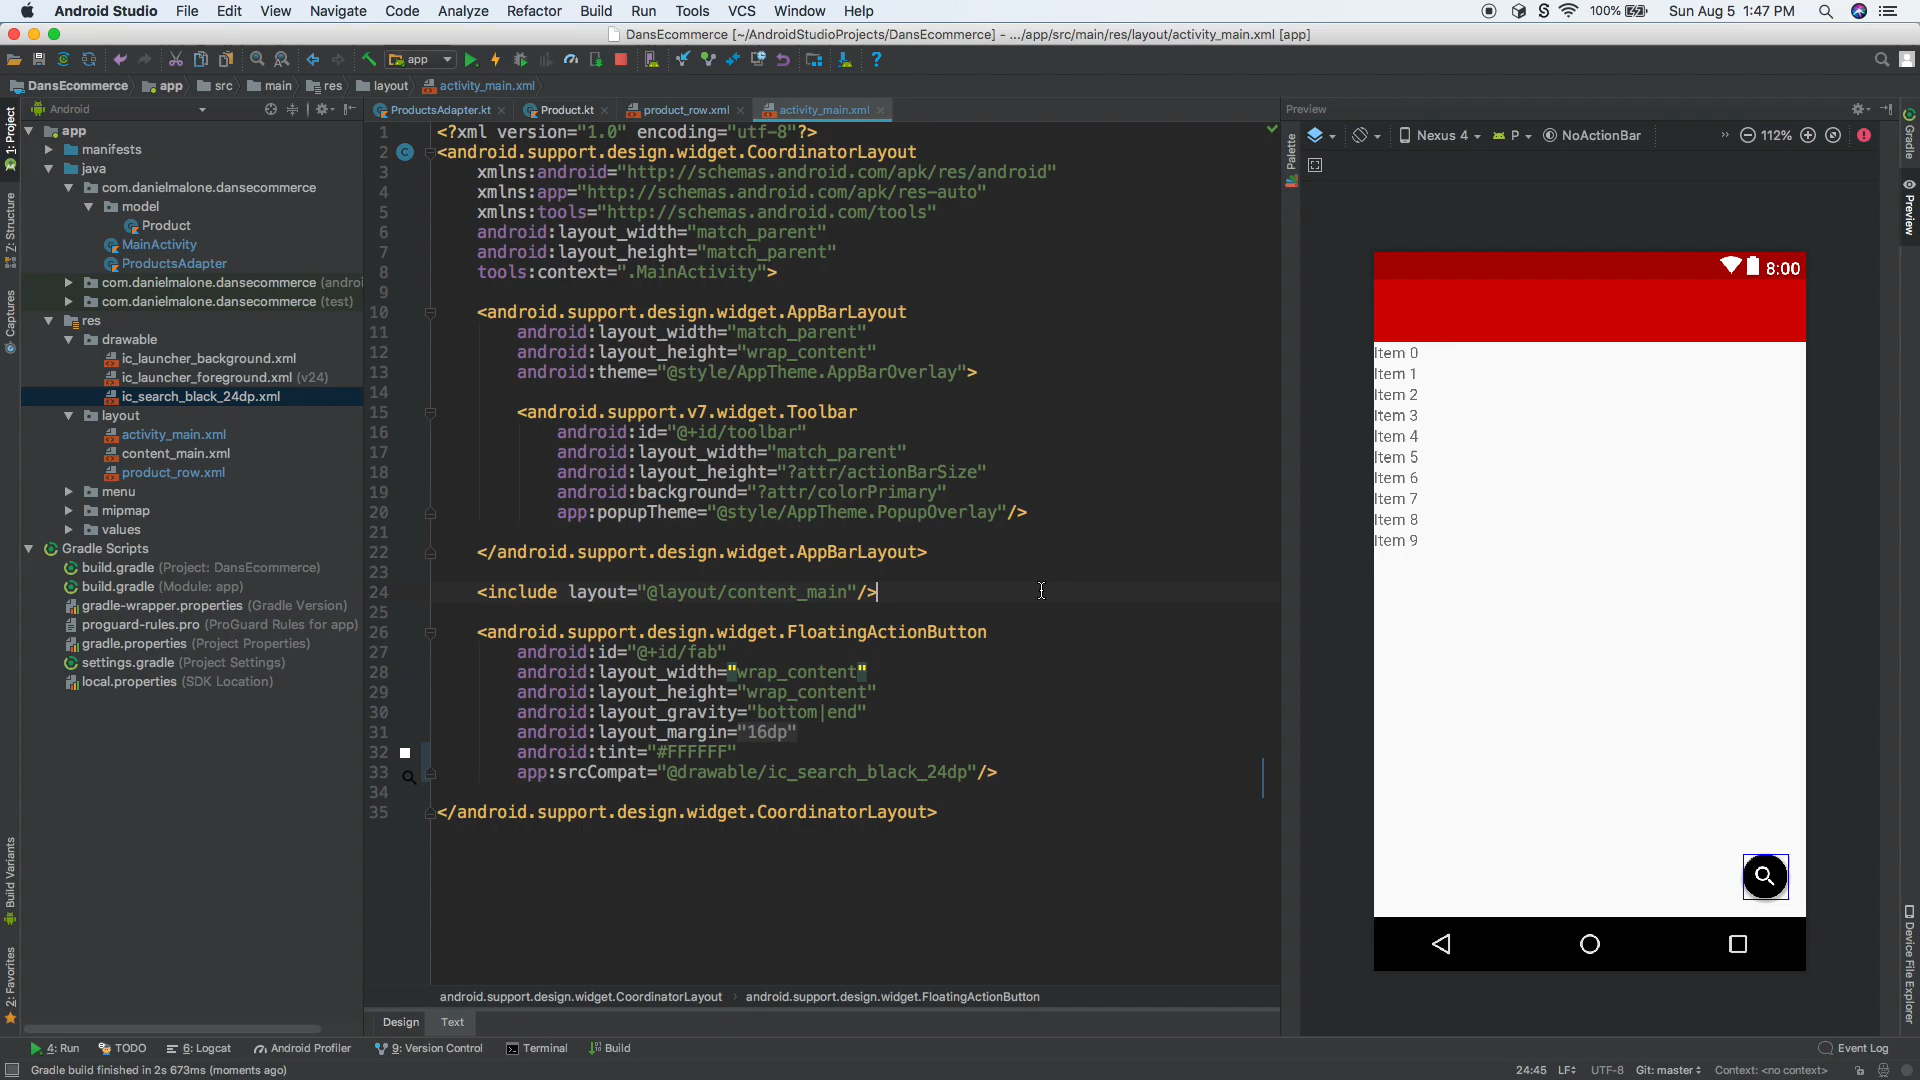 Android Studio File Edit View Navigate Code Analyze Refactor Build Run Tools VCS Window Help
100% Sun Aug 5 1:47 PM
DansEcommerce [~/AndroidStudioProjects/DansEcommerce] - .../app/src/main/res/layout/activity_main.xml [app]
app
DansEcommerce app src main res layout activity_main.xml
1: Project
Z: Structure
Captures
Build Variants
2: Favorites
Android
app
manifests
java
com.danielmalone.dansecommerce
model
Product
MainActivity
ProductsAdapter
com.danielmalone.dansecommerce (androi
com.danielmalone.dansecommerce (test)
res
drawable
ic_launcher_background.xml
ic_launcher_foreground.xml (v24)
ic_search_black_24dp.xml
layout
activity_main.xml
content_main.xml
product_row.xml
menu
mipmap
values
Gradle Scripts
build.gradle (Project: DansEcommerce)
build.gradle (Module: app)
gradle-wrapper.properties (Gradle Version)
proguard-rules.pro (ProGuard Rules for app)
gradle.properties (Project Properties)
settings.gradle (Project Settings)
local.properties (SDK Location)
ProductsAdapter.kt Product.kt product_row.xml activity_main.xml
1 <?xml version="1.0" encoding="utf-8"?>
2 <android.support.design.widget.CoordinatorLayout
3 xmlns:android="http://schemas.android.com/apk/res/android"
4 xmlns:app="http://schemas.android.com/apk/res-auto"
5 xmlns:tools="http://schemas.android.com/tools"
6 android:layout_width="match_parent"
7 android:layout_height="match_parent"
8 tools:context=".MainActivity">
9
10 <android.support.design.widget.AppBarLayout
11 android:layout_width="match_parent"
12 android:layout_height="wrap_content"
13 android:theme="@style/AppTheme.AppBarOverlay">
14
15 <android.support.v7.widget.Toolbar
16 android:id="@+id/toolbar"
17 android:layout_width="match_parent"
18 android:layout_height="?attr/actionBarSize"
19 android:background="?attr/colorPrimary"
20 app:popupTheme="@style/AppTheme.PopupOverlay"/>
21
22 </android.support.design.widget.AppBarLayout>
23
24 <include layout="@layout/content_main"/>
25
26 <android.support.design.widget.FloatingActionButton
27 android:id="@+id/fab"
28 android:layout_width="wrap_content"
29 android:layout_height="wrap_content"
30 android:layout_gravity="bottom|end"
31 android:layout_margin="16dp"
32 android:tint="#FFFFFF"
33 app:srcCompat="@drawable/ic_search_black_24dp"/>
34
35 </android.support.design.widget.CoordinatorLayout>
android.support.design.widget.CoordinatorLayout android.support.design.widget.FloatingActionButton
Design Text
Preview
Palette
Nexus 4 P NoActionBar 112%
8:00
Item 0
Item 1
Item 2
Item 3
Item 4
Item 5
Item 6
Item 7
Item 8
Item 9
Gradle
Preview
Device File Explorer
4: Run TODO 6: Logcat Android Profiler 9: Version Control Terminal Build Event Log
Gradle build finished in 2s 673ms (moments ago) 24:45 LF UTF-8 Git: master Context: <no context>